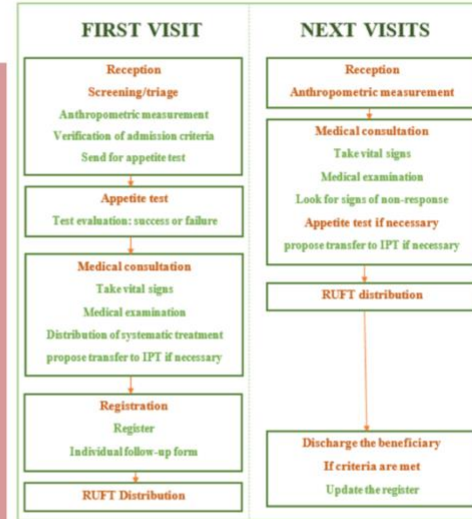 FIRST VISIT
Reception
Screening/triage
Anthropometric measurement
Verification of admission criteria
Send for appetite test
Appetite test
Test evaluation: success or failure
Medical consultation
Take vital signs
Medical examination
Distribution of systematic treatment
propose transfer to IPT if necessary
Registration
Register
Individual follow-up form
RUFT Distribution
NEXT VISITS
Reception
Anthropometric measurement
Medical consultation
Take vital signs
Medical examination
Look for signs of non-response
Appetite test if necessary
propose transfer to IPT if necessary
RUFT distribution
Discharge the beneficiary
If criteria are met
Update the register